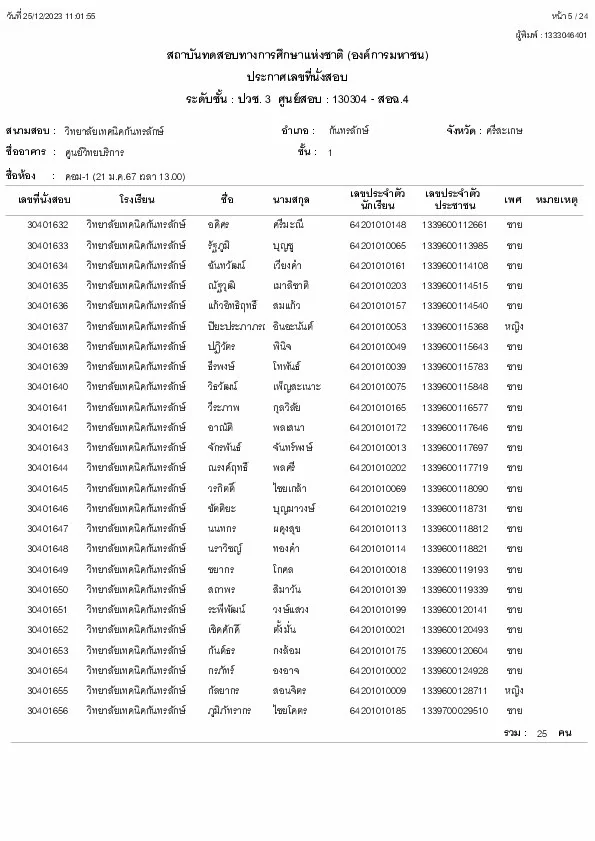 วันที่ 25/12/2023 11:01:55 หน้า 5 / 24
ผู้พิมพ์ : 1333046401
สถาบันทดสอบทางการศึกษาแห่งชาติ (องค์การมหาชน)
ประกาศเลขที่นั่งสอบ
ระดับชั้น : ปวช. 3 ศูนย์สอบ : 130304 - สอฉ.4
สนามสอบ : วิทยาลัยเทคนิคกันทรลักษ์ อำเภอ : กันทรลักษ์ จังหวัด : ศรีสะเกษ
ชื่ออาคาร : ศูนย์วิทยบริการ ชั้น : 1
ชื่อห้อง : คอม-1 (21 ม.ค.67 เวลา 13.00)
เลขที่นั่งสอบ โรงเรียน ชื่อ นามสกุล เลขประจำตัวนักเรียน เลขประจำตัวประชาชน เพศ หมายเหตุ
30401632 วิทยาลัยเทคนิคกันทรลักษ์ อดิศร ศรีมะณี 64201010148 1339600112661 ชาย
30401633 วิทยาลัยเทคนิคกันทรลักษ์ รัฐภูมิ บุญชู 64201010065 1339600113985 ชาย
30401634 วิทยาลัยเทคนิคกันทรลักษ์ ฉันทวัฒน์ เวียงคำ 64201010161 1339600114108 ชาย
30401635 วิทยาลัยเทคนิคกันทรลักษ์ ณัฐวุฒิ เมาลิชาติ 64201010203 1339600114515 ชาย
30401636 วิทยาลัยเทคนิคกันทรลักษ์ แก้วอิทธิฤทธิ์ สมแก้ว 64201010157 1339600114540 ชาย
30401637 วิทยาลัยเทคนิคกันทรลักษ์ ปิยะประภาภรณ์ อินอะนันต์ 64201010053 1339600115368 หญิง
30401638 วิทยาลัยเทคนิคกันทรลักษ์ ปฏิวัตร พินิจ 64201010049 1339600115643 ชาย
30401639 วิทยาลัยเทคนิคกันทรลักษ์ ธีรพงษ์ โทพันธ์ 64201010039 1339600115783 ชาย
30401640 วิทยาลัยเทคนิคกันทรลักษ์ วิธวัฒน์ เพ็ญละเนาะ 64201010075 1339600115848 ชาย
30401641 วิทยาลัยเทคนิคกันทรลักษ์ วีระภาพ กุลวิสัย 64201010165 1339600116577 ชาย
30401642 วิทยาลัยเทคนิคกันทรลักษ์ อาณัติ พลเสนา 64201010172 1339600117646 ชาย
30401643 วิทยาลัยเทคนิคกันทรลักษ์ จักรพันธ์ จันทร์พงษ์ 64201010013 1339600117697 ชาย
30401644 วิทยาลัยเทคนิคกันทรลักษ์ ณรงค์ฤทธิ์ พลศรี 64201010202 1339600117719 ชาย
30401645 วิทยาลัยเทคนิคกันทรลักษ์ วรกิตติ์ ไชยเกล้า 64201010069 1339600118090 ชาย
30401646 วิทยาลัยเทคนิคกันทรลักษ์ ขัตติยะ บุญมาวงษ์ 64201010219 1339600118731 ชาย
30401647 วิทยาลัยเทคนิคกันทรลักษ์ นนทกร ผดุงสุข 64201010113 1339600118812 ชาย
30401648 วิทยาลัยเทคนิคกันทรลักษ์ นราวิชญ์ ทองคำ 64201010114 1339600118821 ชาย
30401649 วิทยาลัยเทคนิคกันทรลักษ์ ชยากร โกศล 64201010018 1339600119193 ชาย
30401650 วิทยาลัยเทคนิคกันทรลักษ์ สถาพร สิมาวัน 64201010139 1339600119339 ชาย
30401651 วิทยาลัยเทคนิคกันทรลักษ์ ระพีพัฒน์ วงษ์แสวง 64201010199 1339600120141 ชาย
30401652 วิทยาลัยเทคนิคกันทรลักษ์ เชิดศักดิ์ ตั้งมั่น 64201010021 1339600120493 ชาย
30401653 วิทยาลัยเทคนิคกันทรลักษ์ กันต์ธร กงล้อม 64201010175 1339600120604 ชาย
30401654 วิทยาลัยเทคนิคกันทรลักษ์ กรภัทร์ องอาจ 64201010002 1339600124928 ชาย
30401655 วิทยาลัยเทคนิคกันทรลักษ์ กัลยากร สอนจิตร 64201010009 1339600128711 หญิง
30401656 วิทยาลัยเทคนิคกันทรลักษ์ ภูมิภัทรากร ไชยโคตร 64201010185 1339700029510 ชาย
รวม : 25 คน